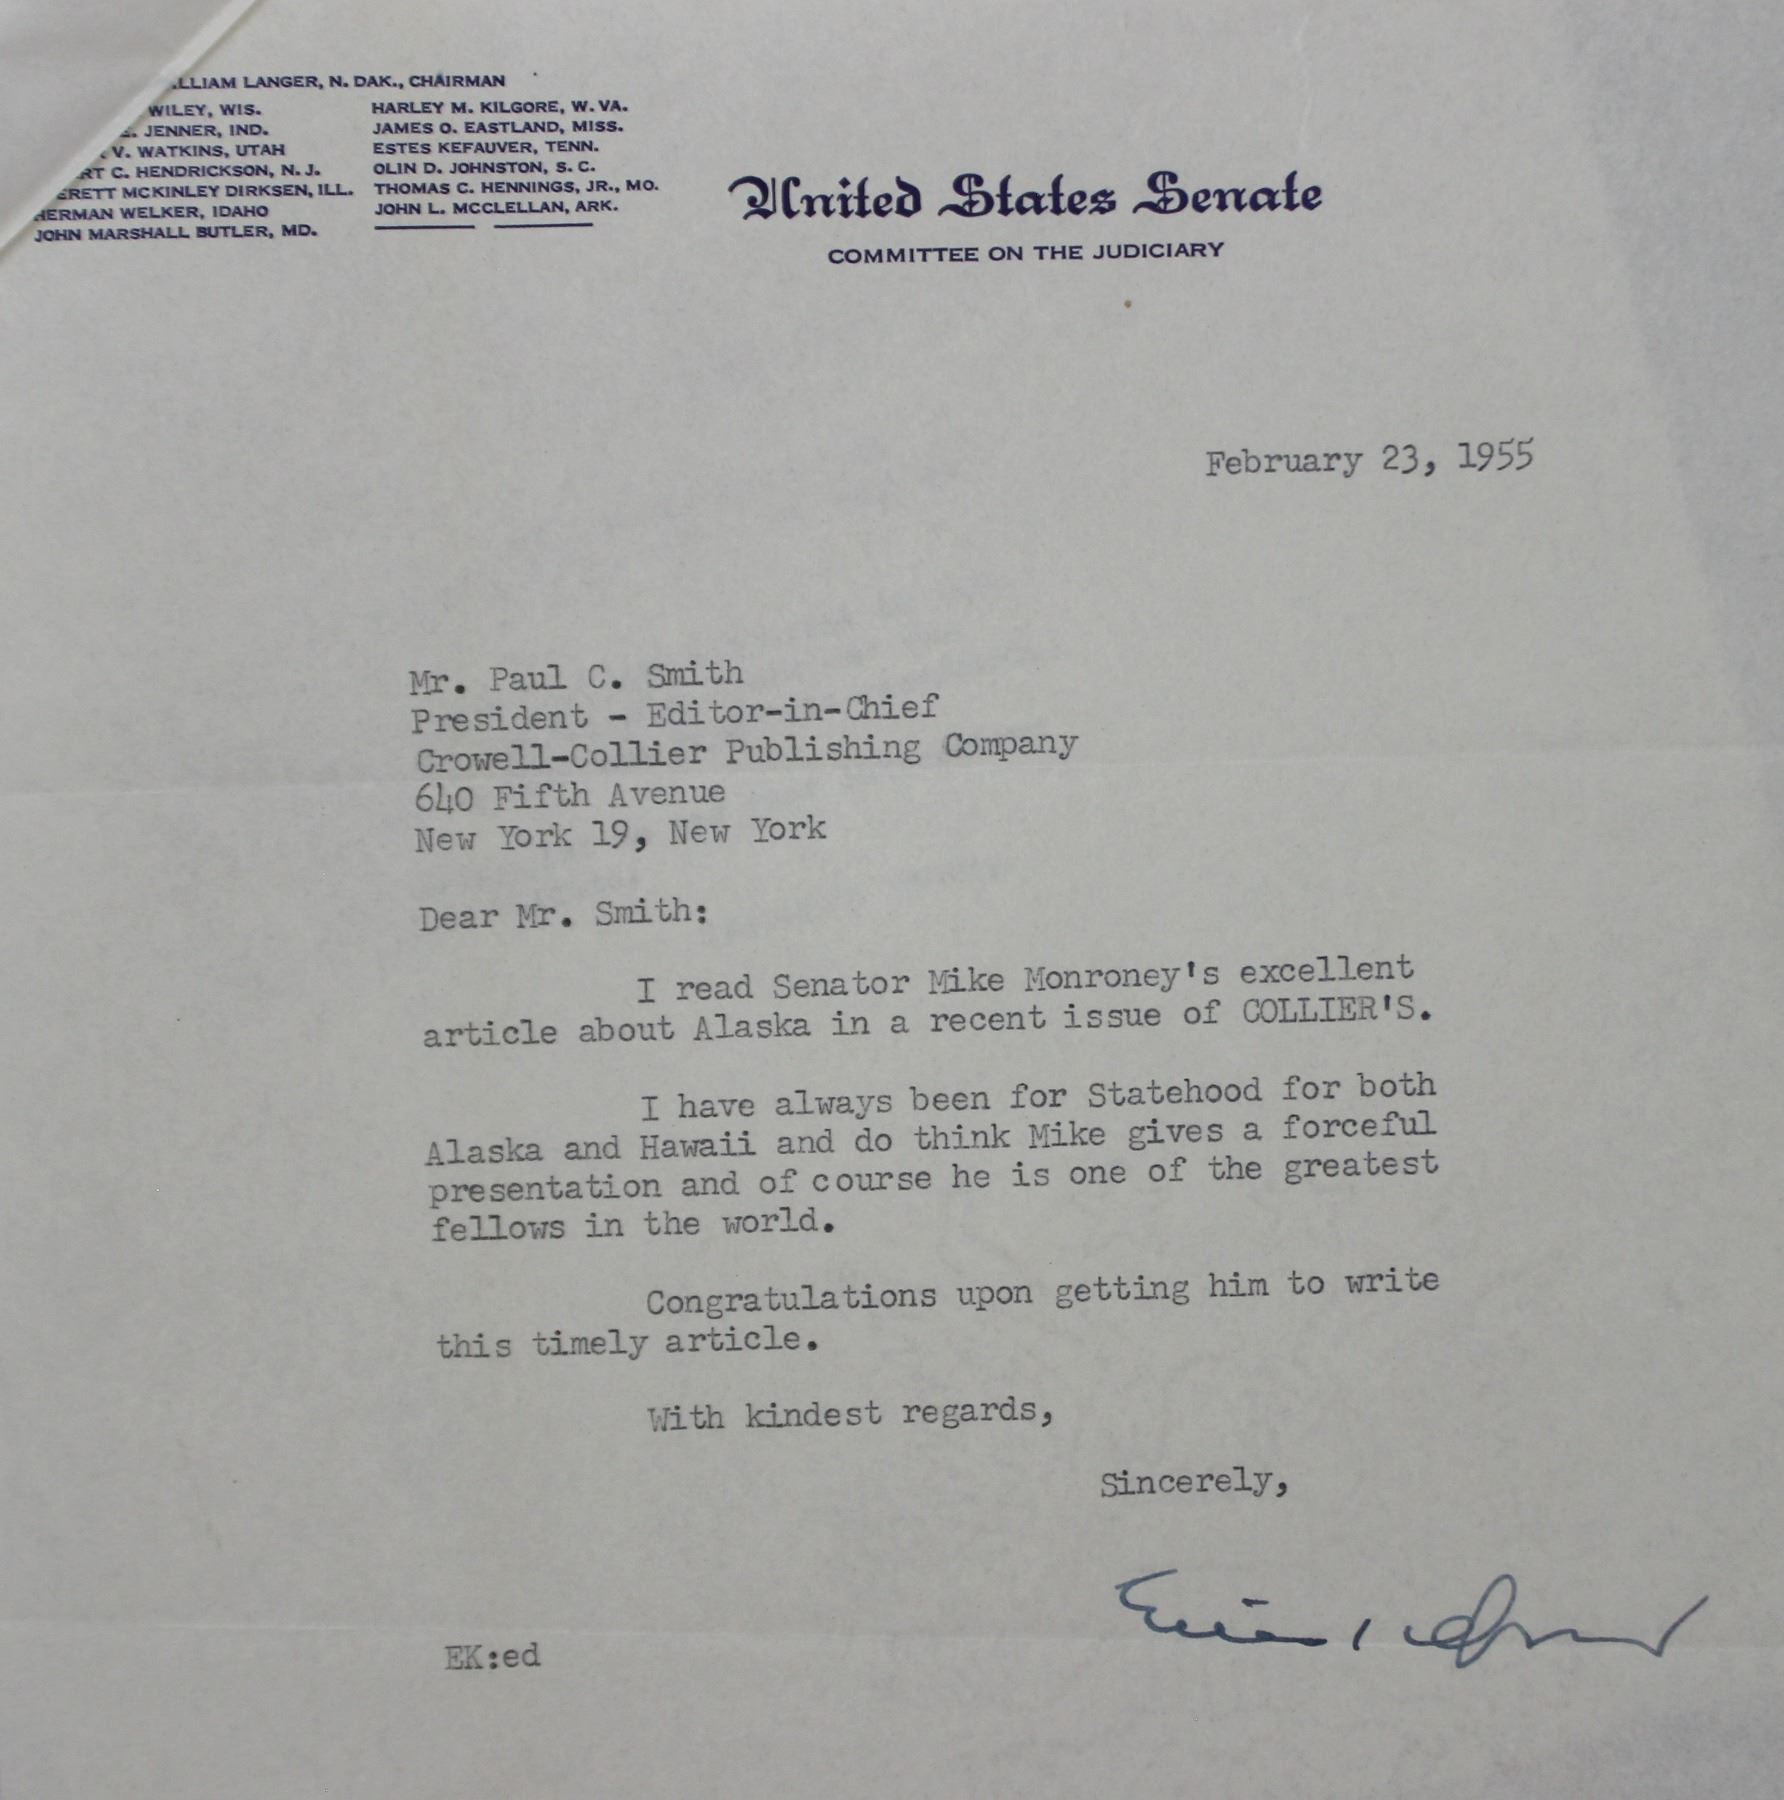 LLIAM LANGER, N. DAK., CHAIRMAN
WILEY, WIS.
E. JENNER, IND.
V. WATKINS, UTAH
RT C. HENDRICKSON, N. J.
ERETT MCKINLEY DIRKSEN, ILL.
HERMAN WELKER, IDAHO
JOHN MARSHALL BUTLER, MD.
HARLEY M. KILGORE, W. VA.
JAMES O. EASTLAND, MISS.
ESTES KEFAUVER, TENN.
OLIN D. JOHNSTON, S. C.
THOMAS C. HENNINGS, JR., MO.
JOHN L. MCCLELLAN, ARK.
United States Senate
COMMITTEE ON THE JUDICIARY
February 23, 1955
Mr. Paul C. Smith
President - Editor-in-Chief
Crowell-Collier Publishing Company
640 Fifth Avenue
New York 19, New York
Dear Mr. Smith:
I read Senator Mike Monroney's excellent
article about Alaska in a recent issue of COLLIER'S.
I have always been for Statehood for both
Alaska and Hawaii and do think Mike gives a forceful
presentation and of course he is one of the greatest
fellows in the world.
Congratulations upon getting him to write
this timely article.
With kindest regards,
Sincerely,
EK:ed